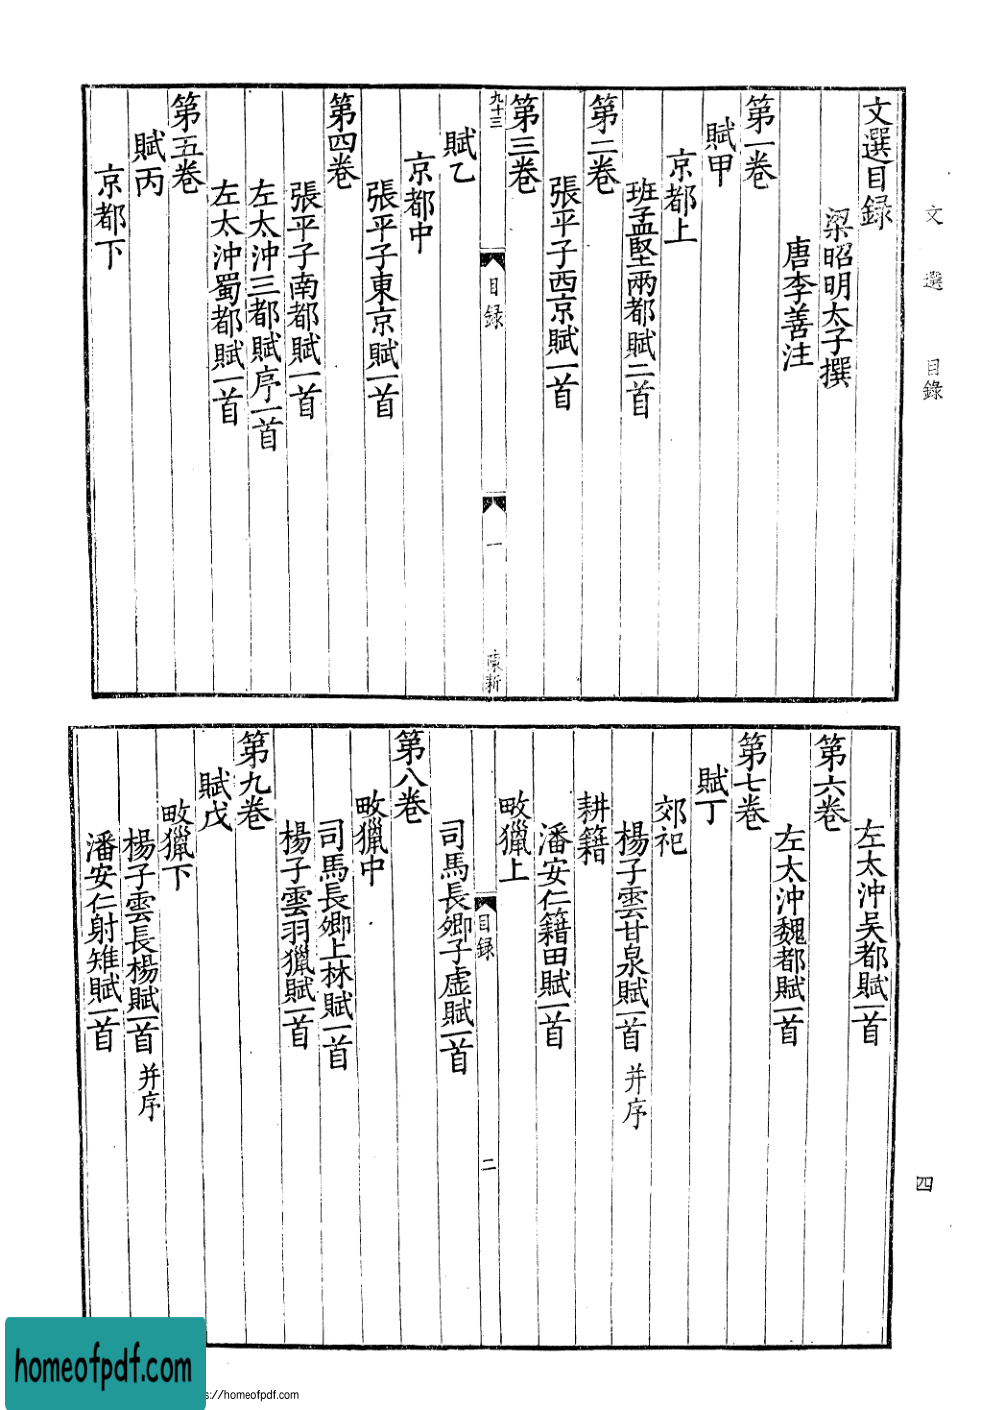 文選 目錄
文選目録
梁昭明太子撰
唐李善注
第一卷
賦甲
京都上
班孟堅兩都賦二首
第二卷
張平子西京賦一首
第三卷
九十三
目録
一
賦乙
京都中
張平子東京賦一首
第四卷
張平子南都賦一首
左太沖三都賦序一首
左太沖蜀都賦一首
第五卷
賦丙
京都下
左太沖吳都賦一首
第六卷
左太沖魏都賦一首
第七卷
賦丁
郊祀
楊子雲甘泉賦一首 并序
耕籍
潘安仁籍田賦一首
畋獵上
目録
二
司馬長卿子虛賦一首
第八卷
畋獵中
司馬長卿上林賦一首
楊子雲羽獵賦一首
第九卷
賦戊
畋獵下
楊子雲長楊賦一首 并序
潘安仁射雉賦一首
四
homeofpdf.com
s://homeofpdf.com